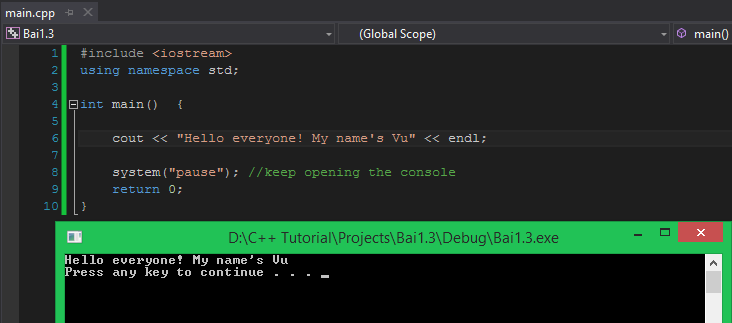 main.cpp
Bai1.3 (Global Scope) main()
1 #include <iostream>
2 using namespace std;
3
4 int main()  {
5
6     cout << "Hello everyone! My name's Vu" << endl;
7
8     system("pause"); //keep opening the console
9     return 0;
10 }
D:\C++ Tutorial\Projects\Bai1.3\Debug\Bai1.3.exe
Hello everyone! My name's Vu
Press any key to continue . . . _